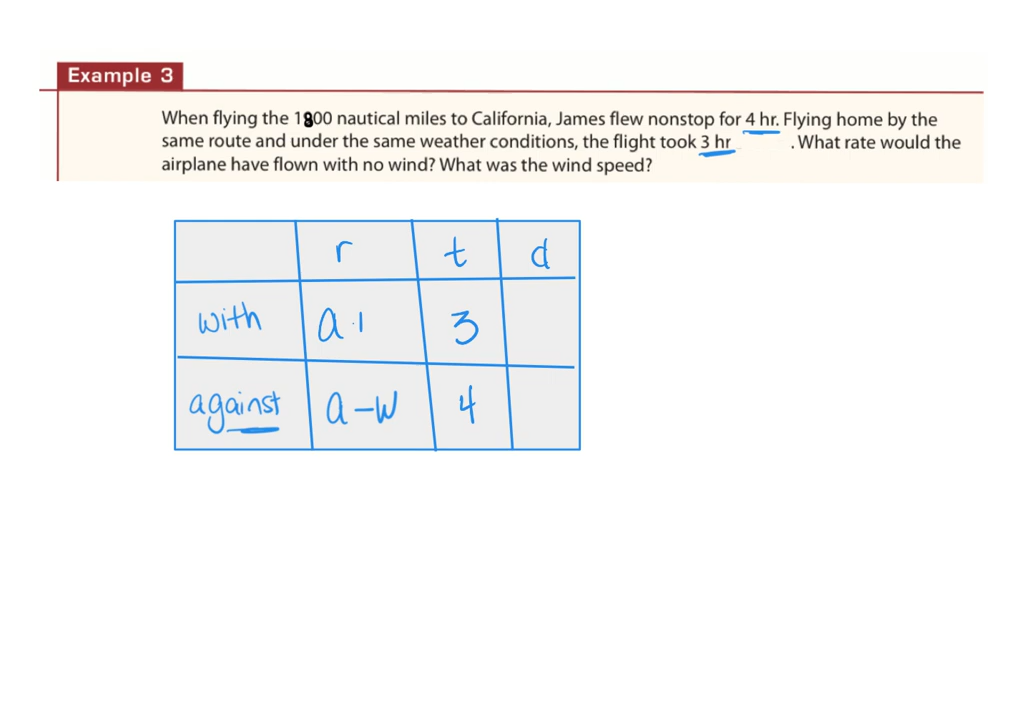 Example 3
When flying the 1800 nautical miles to California, James flew nonstop for 4 hr. Flying home by the
same route and under the same weather conditions, the flight took 3 hr . What rate would the
airplane have flown with no wind? What was the wind speed?
r t d
with a 3
against a-w 4